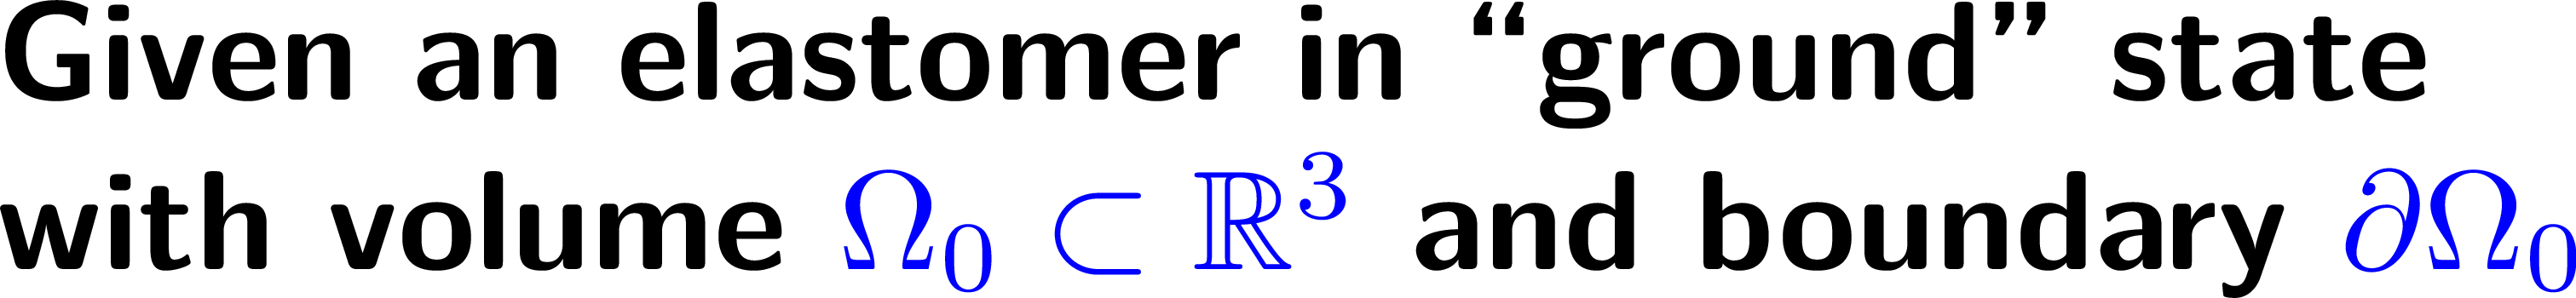 Given an elastomer in “ground” state
with volume Ω₀ ⊂ ℝ³ and boundary ∂Ω₀